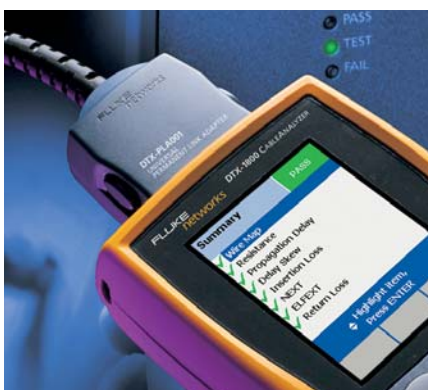 PASS
TEST
FAIL
FLUKE
networks
DTX-PLA001
UNIVERSAL
PERMANENT LINK ADAPTER
FLUKE
networks
DTX-1800 CABLEANALYZER
Summary
PASS
Wire Map
Resistance
Propagation Delay
Delay Skew
Insertion Loss
NEXT
ELFEXT
Return Loss
Highlight item,
Press ENTER